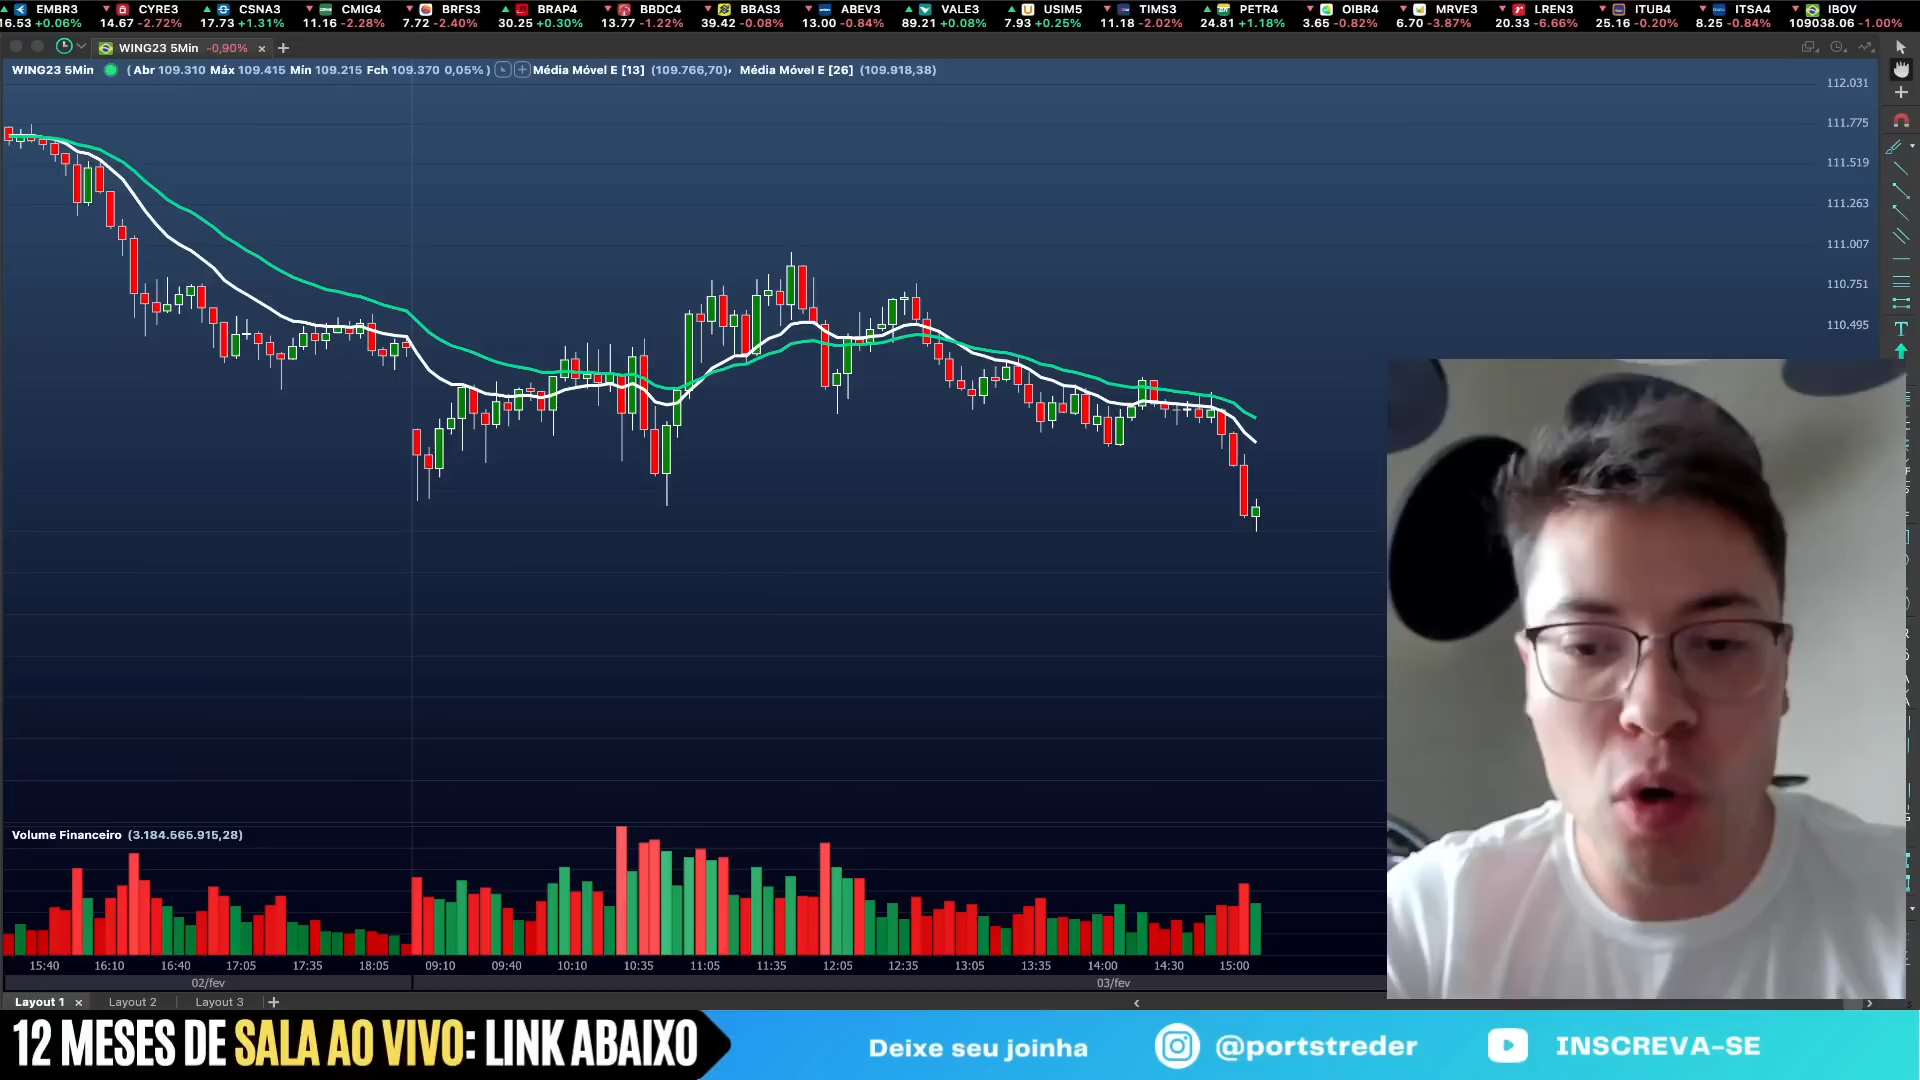 EMBR3 CYRE3 CSNA3 CMIG4 BRFS3 BRAP4 BBDC4 BBAS3 ABEV3 VALE3 USIM5 TIMS3 PETR4 OIBR4 MRVE3 LREN3 ITUB4 ITSA4 IBOV
16.53 +0.06% 14.67 -2.72% 17.73 +1.31% 11.16 -2.28% 7.72 -2.40% 30.25 +0.30% 13.77 -1.22% 39.42 -0.08% 13.00 -0.84% 89.21 +0.08% 7.93 +0.25% 11.18 -2.02% 24.81 +1.18% 3.65 -0.82% 6.70 -3.87% 20.33 -6.66% 25.16 -0.20% 8.25 -0.84% 109038.06 -1.00%
WING23 5Min -0,90%
WING23 5Min (Abr 109.310 Máx 109.415 Mín 109.215 Fch 109.370 0,05%) Média Móvel E [13] (109.766,70) Média Móvel E [26] (109.918,38)
112.031
111.775
111.519
111.263
111.007
110.751
110.495
Volume Financeiro (3.184.565.915,28)
15:40 16:10 16:40 17:05 17:35 18:05 09:10 09:40 10:10 10:35 11:05 11:35 12:05 12:35 13:05 13:35 14:00 14:30 15:00
02/fev 03/fev
Layout 1 Layout 2 Layout 3
12 MESES DE SALA AO VIVO: LINK ABAIXO
Deixe seu joinha
@portstreder
INSCREVA-SE